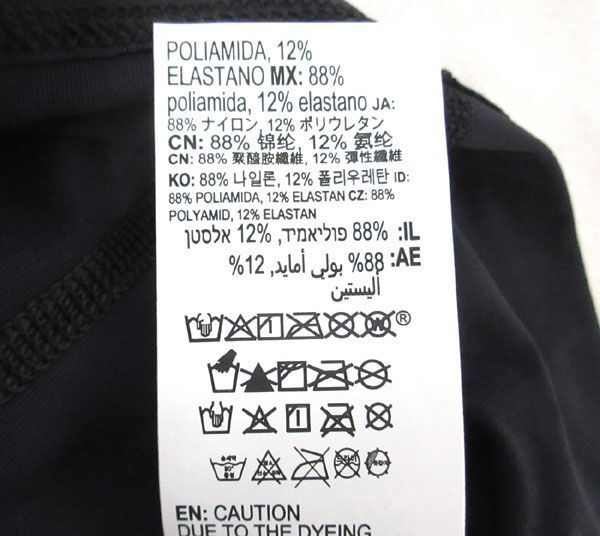 POLIAMIDA, 12%
ELASTANO MX: 88%
poliamida, 12% elastano JA:
88% ナイロン, 12% ポリウレタン
CN: 88% 锦纶, 12% 氨纶
CN: 88% 聚醯胺纖維, 12% 彈性纖維
KO: 88% 나일론, 12% 폴리우레탄 ID:
88% POLIAMIDA, 12% ELASTAN CZ: 88%
POLYAMID, 12% ELASTAN
IL: 88% פוליאמיד, 12% אלסטן
AE: 88% بولي أمايد, 12%
أليستين
W ®
EN: CAUTION
DUE TO THE DYEING